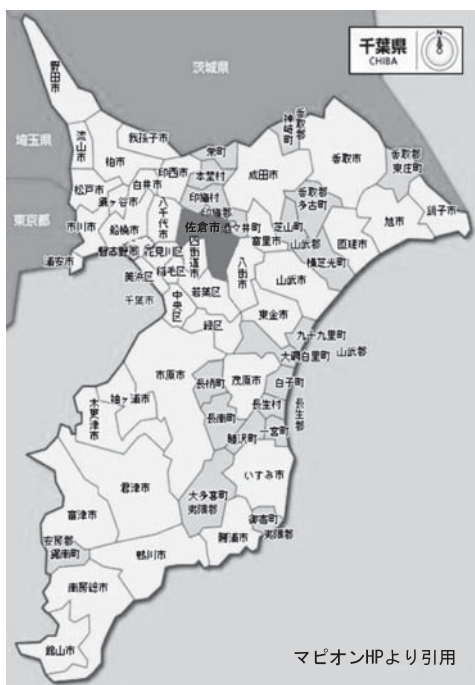 千葉県
CHIBA
N
茨城県
埼玉県
東京都
野田市
流山市
柏市
我孫子市
松戸市
鎌ヶ谷市
白井市
印西市
栄町
本埜村
印旛村
印旛郡
成田市
香取郡
神崎町
香取市
香取郡
東庄町
香取郡
多古町
銚子市
旭市
匝瑳市
市川市
船橋市
八千代市
佐倉市
酒々井町
富里市
芝山町
山武郡
横芝光町
浦安市
習志野市
花見川区
四街道市
八街市
山武市
美浜区
稲毛区
若葉区
千葉市
中央区
緑区
東金市
九十九里町
大網白里町
山武郡
市原市
長柄町
茂原市
白子町
長生村
長生郡
長南町
睦沢町
一宮町
袖ヶ浦市
木更津市
いすみ市
君津市
大多喜町
夷隅郡
富津市
御宿町
夷隅郡
勝浦市
安房郡
鋸南町
鴨川市
南房総市
館山市
マピオンHPより引用